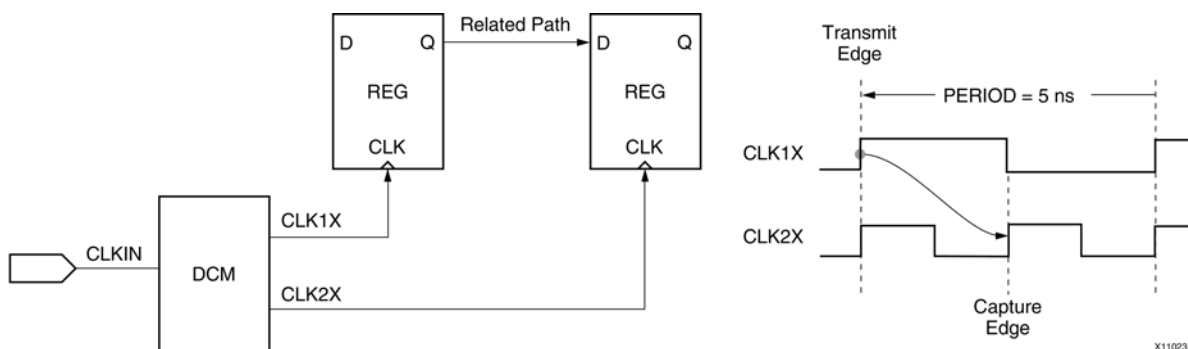 Related Path
D Q
REG
CLK
D
REG
CLK
CLKIN
DCM
CLK1X
CLK2X
Transmit
Edge
PERIOD = 5 ns
CLK1X
CLK2X
Capture
Edge
X11023